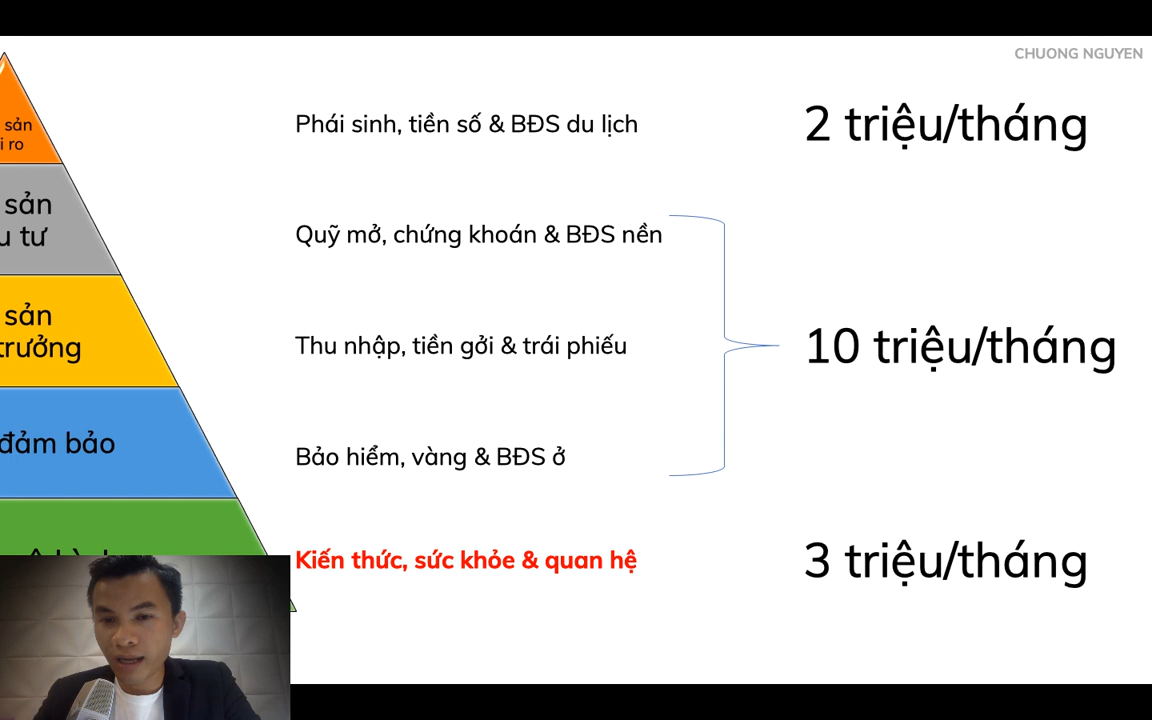 CHUONG NGUYEN
sản
i ro
Phái sinh, tiền số & BĐS du lịch
2 triệu/tháng
sản
u tư
Quỹ mở, chứng khoán & BĐS nền
sản
trưởng
Thu nhập, tiền gởi & trái phiếu
10 triệu/tháng
đảm bảo
Bảo hiểm, vàng & BĐS ở
Kiến thức, sức khỏe & quan hệ
3 triệu/tháng